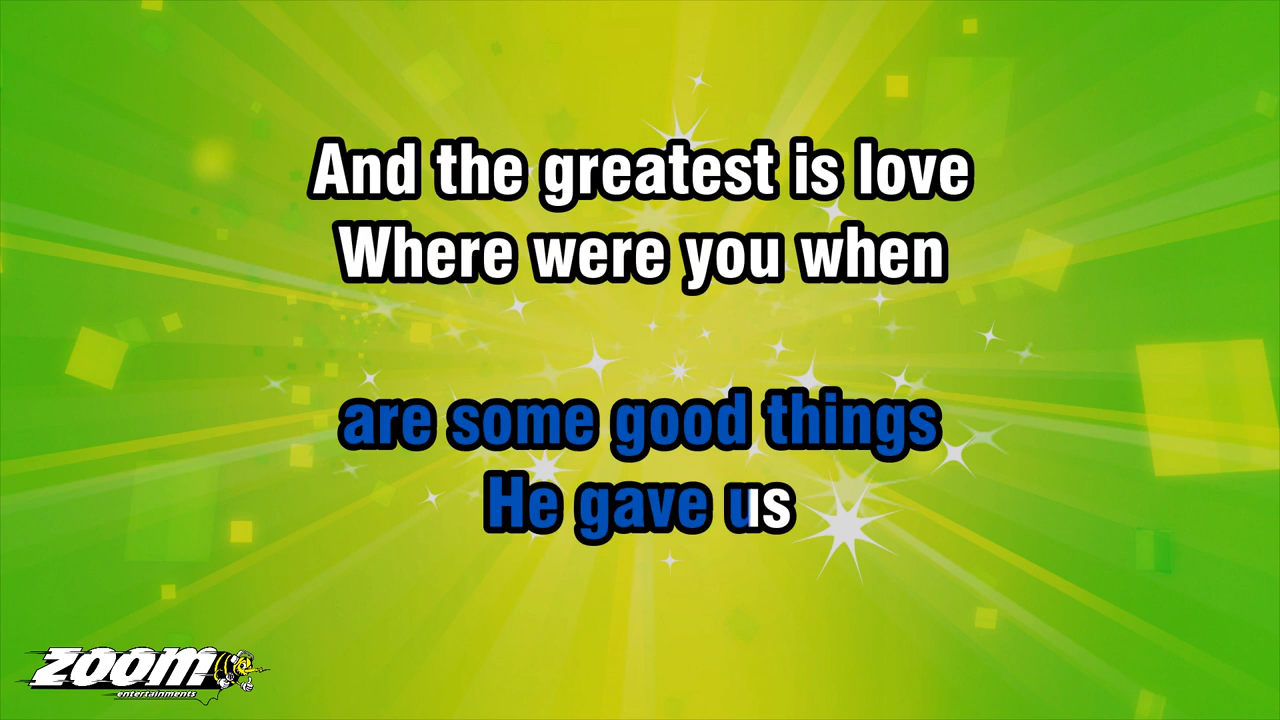 And the greatest is love
Where were you when
are some good things
He gave us
zoom
entertainments